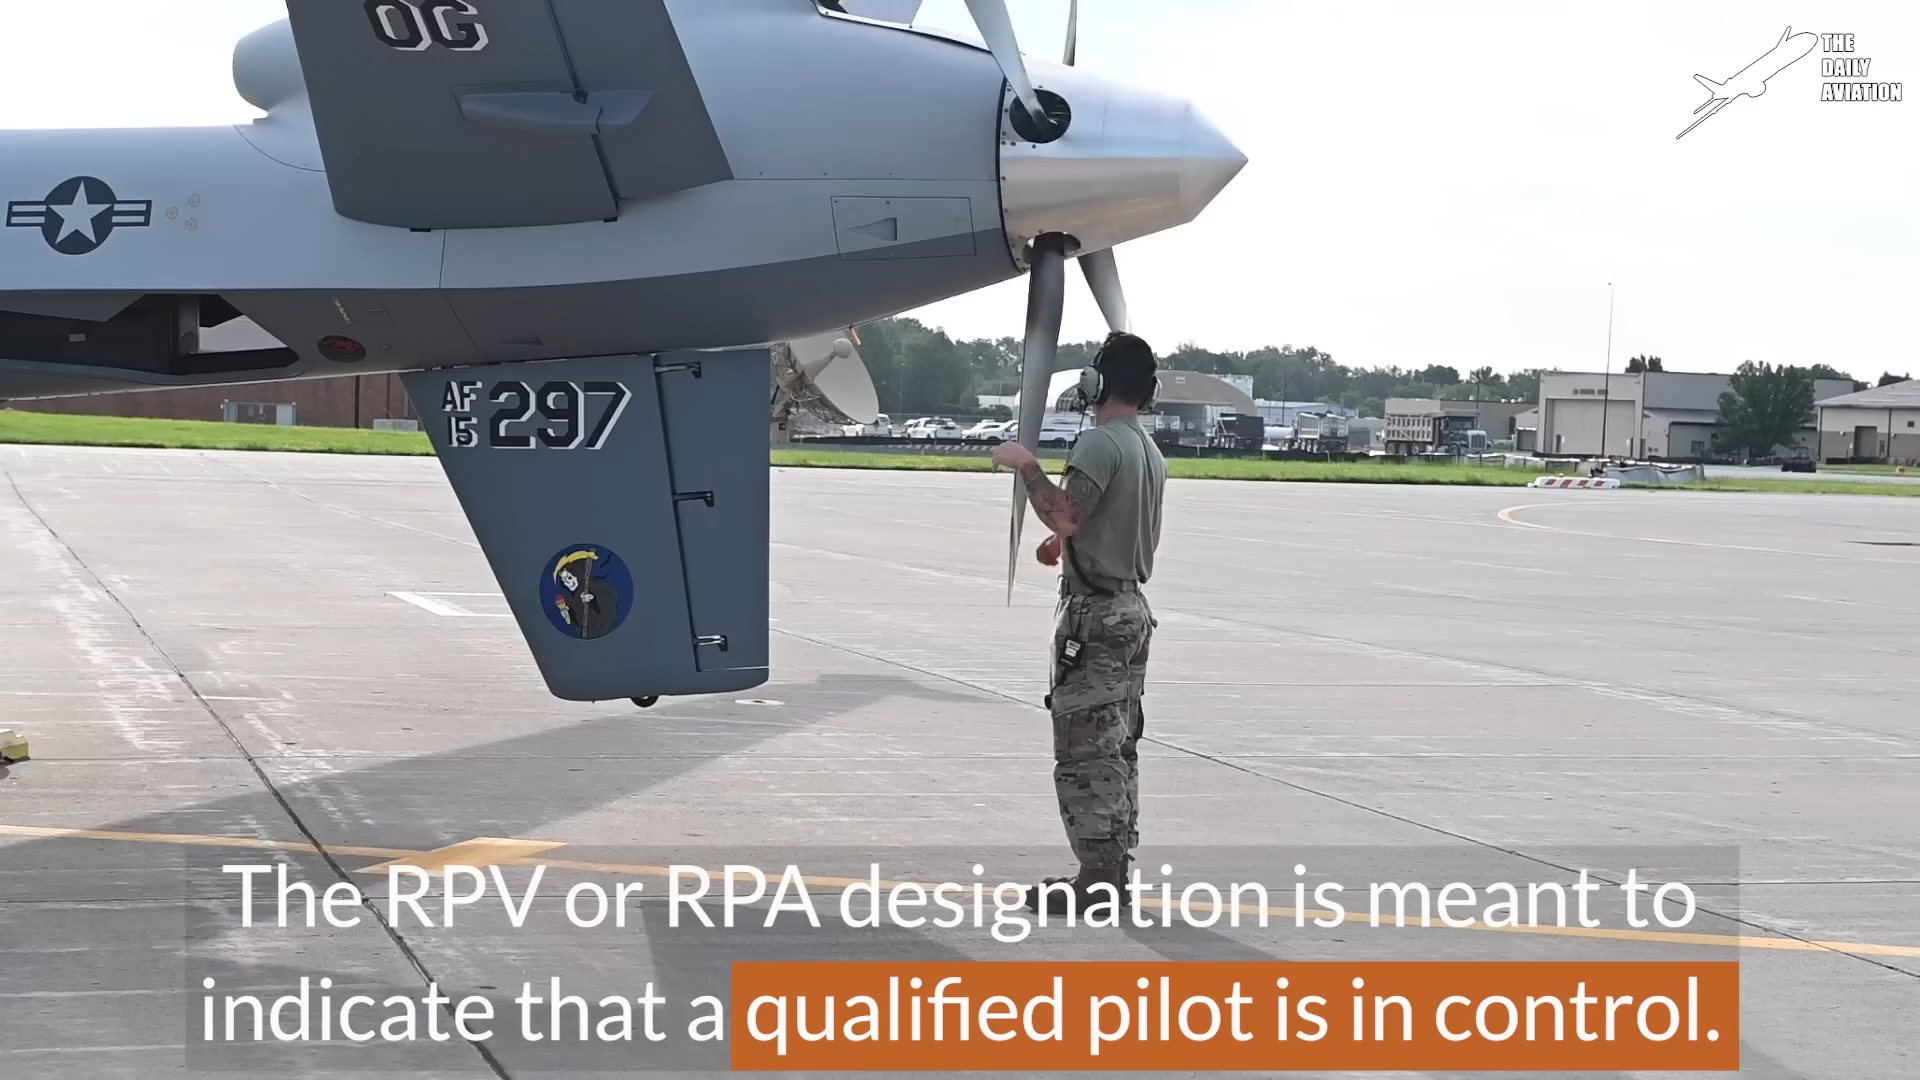 OG
THE
DAILY
AVIATION
AF
15 297
The RPV or RPA designation is meant to
indicate that a qualified pilot is in control.